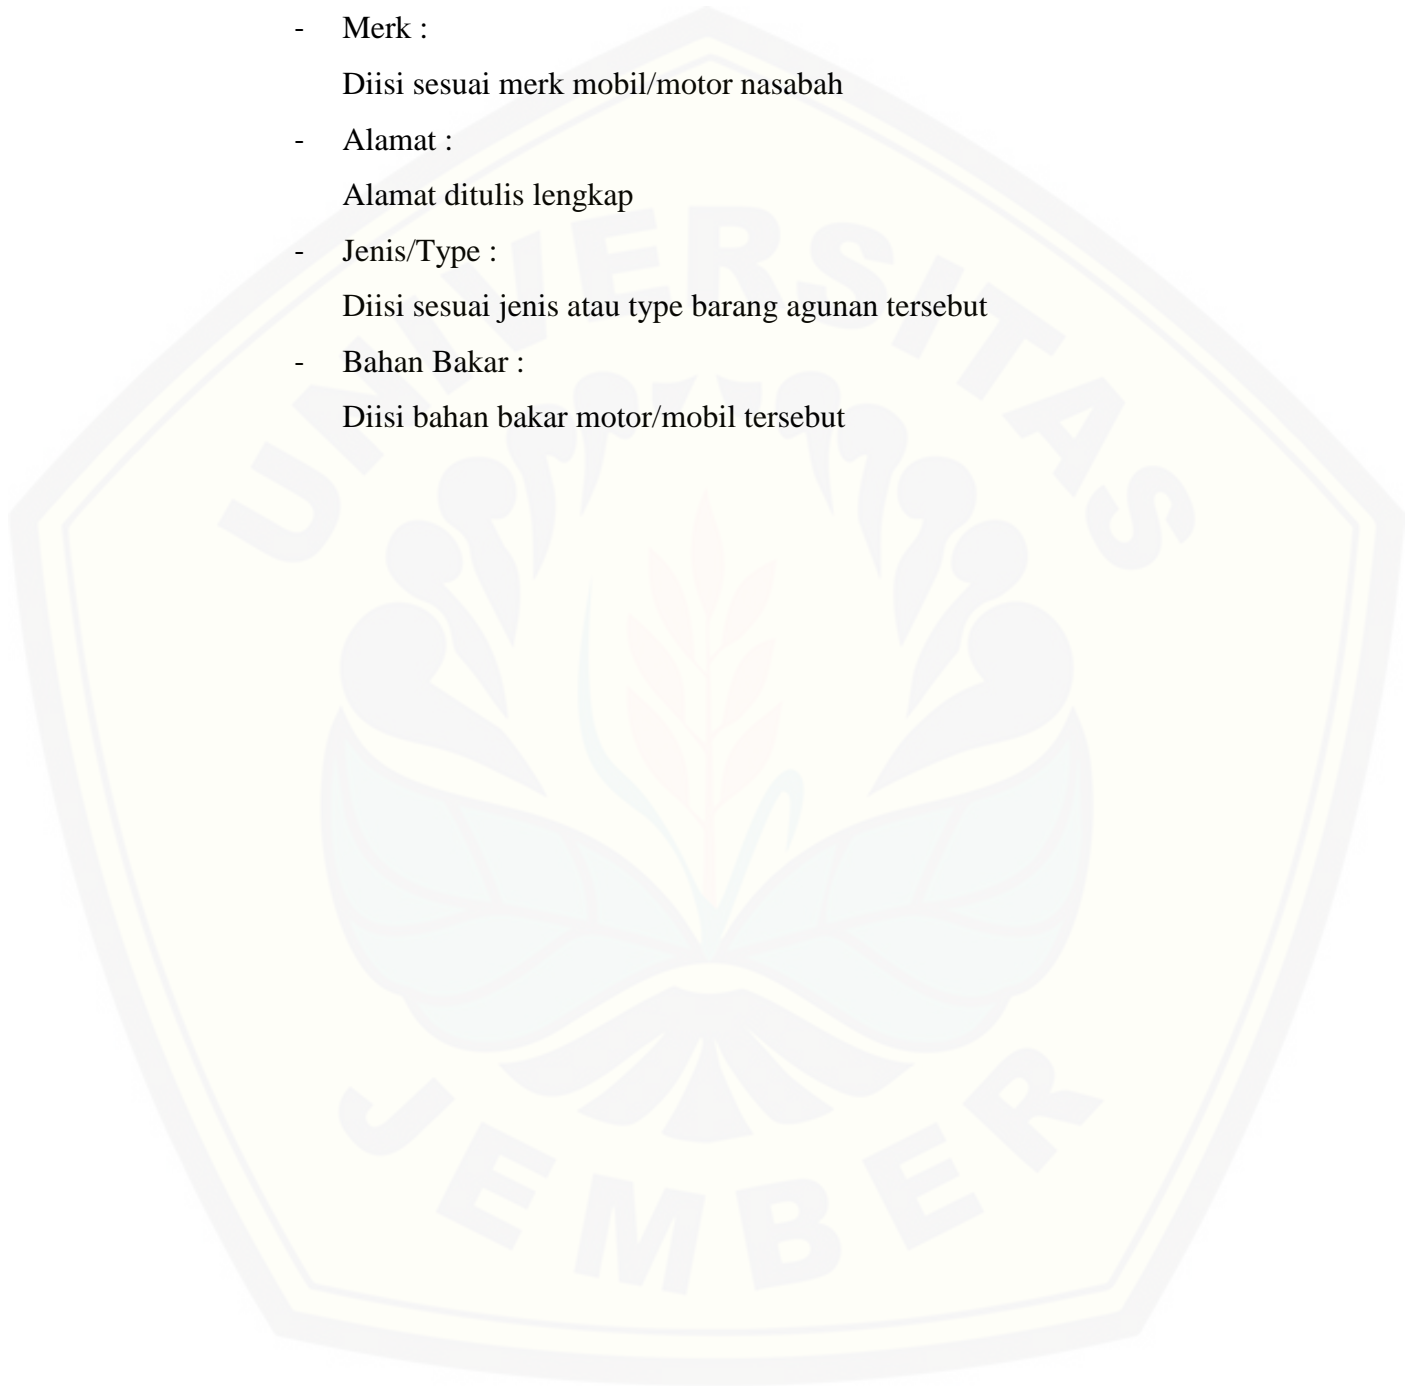 - Merk :
Diisi sesuai merk mobil/motor nasabah
- Alamat :
Alamat ditulis lengkap
- Jenis/Type :
Diisi sesuai jenis atau type barang agunan tersebut
- Bahan Bakar :
Diisi bahan bakar motor/mobil tersebut
UNIVERSITAS
JEMBER